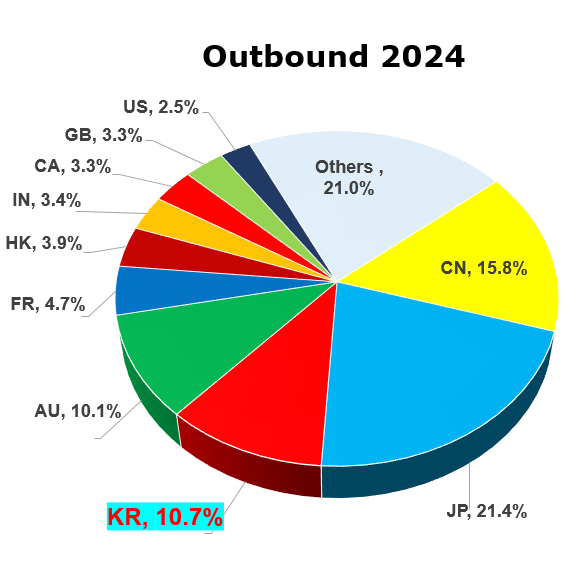 Outbound 2024
US, 2.5%
GB, 3.3%
CA, 3.3%
IN, 3.4%
HK, 3.9%
FR, 4.7%
AU, 10.1%
KR, 10.7%
JP, 21.4%
CN, 15.8%
Others ,
21.0%